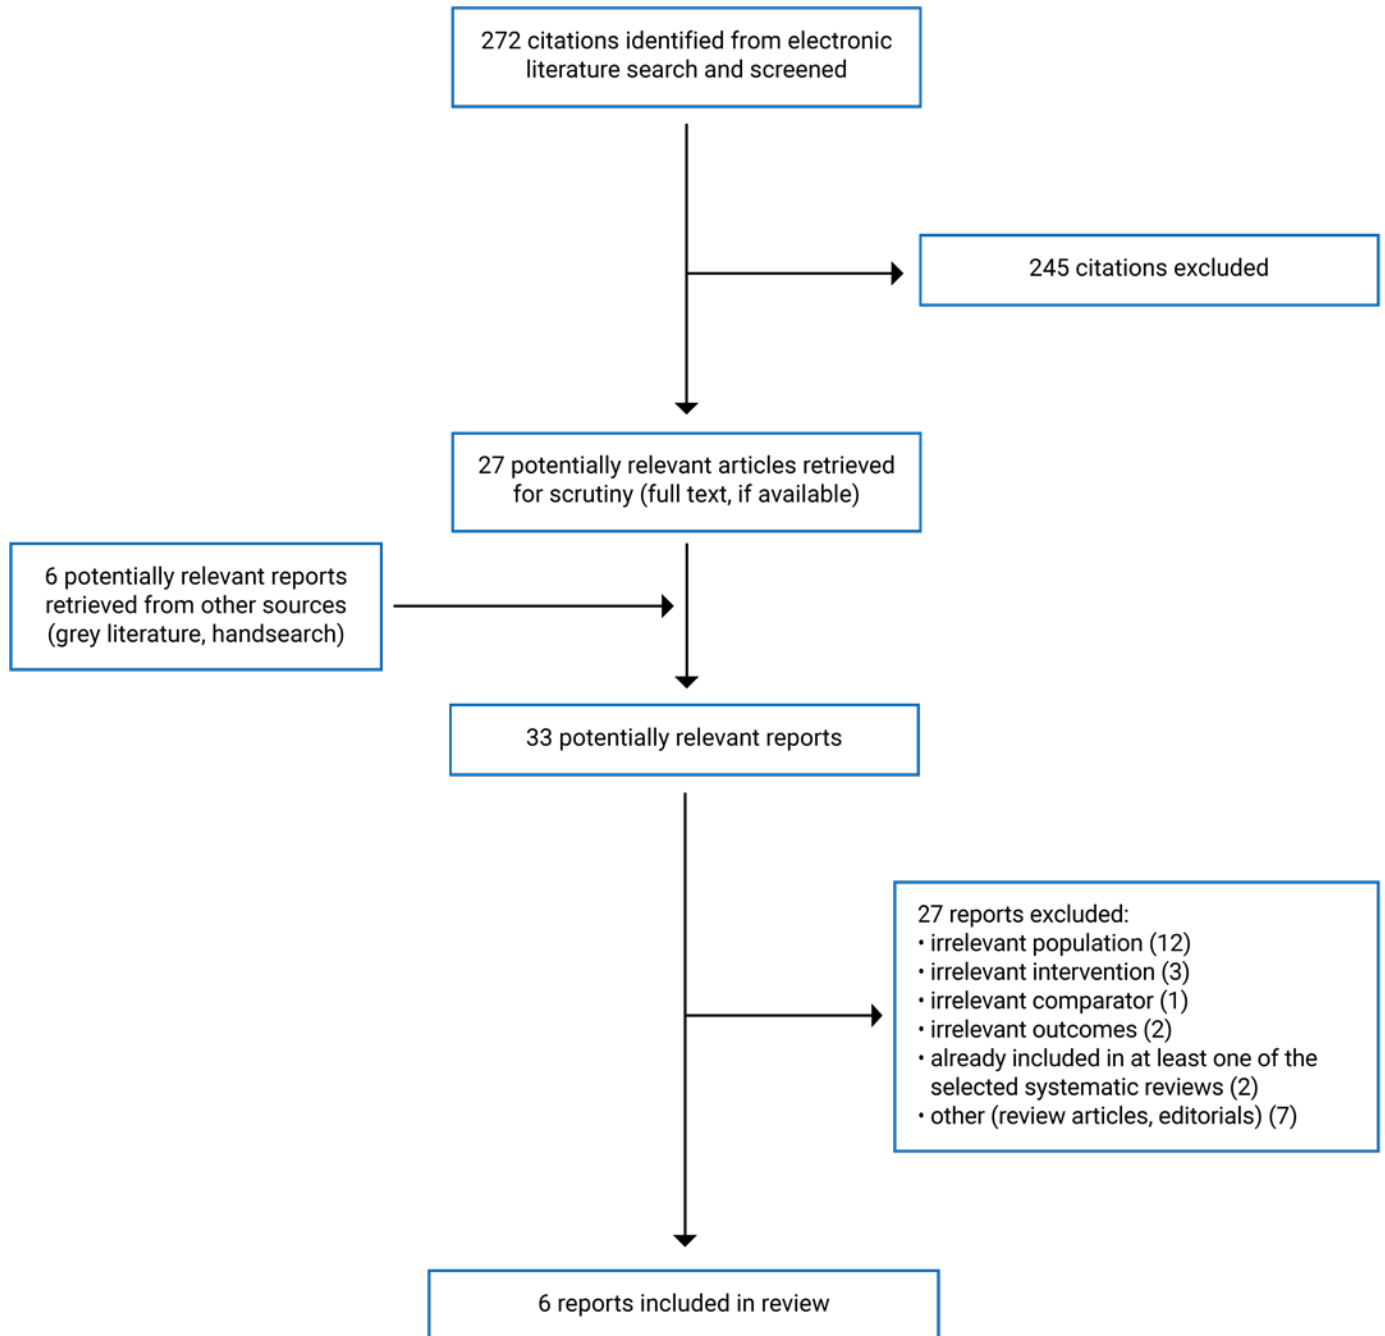 272 citations identified from electronic
literature search and screened
245 citations excluded
27 potentially relevant articles retrieved
for scrutiny (full text, if available)
6 potentially relevant reports
retrieved from other sources
(grey literature, handsearch)
33 potentially relevant reports
27 reports excluded:
• irrelevant population (12)
• irrelevant intervention (3)
• irrelevant comparator (1)
• irrelevant outcomes (2)
• already included in at least one of the
selected systematic reviews (2)
• other (review articles, editorials) (7)
6 reports included in review